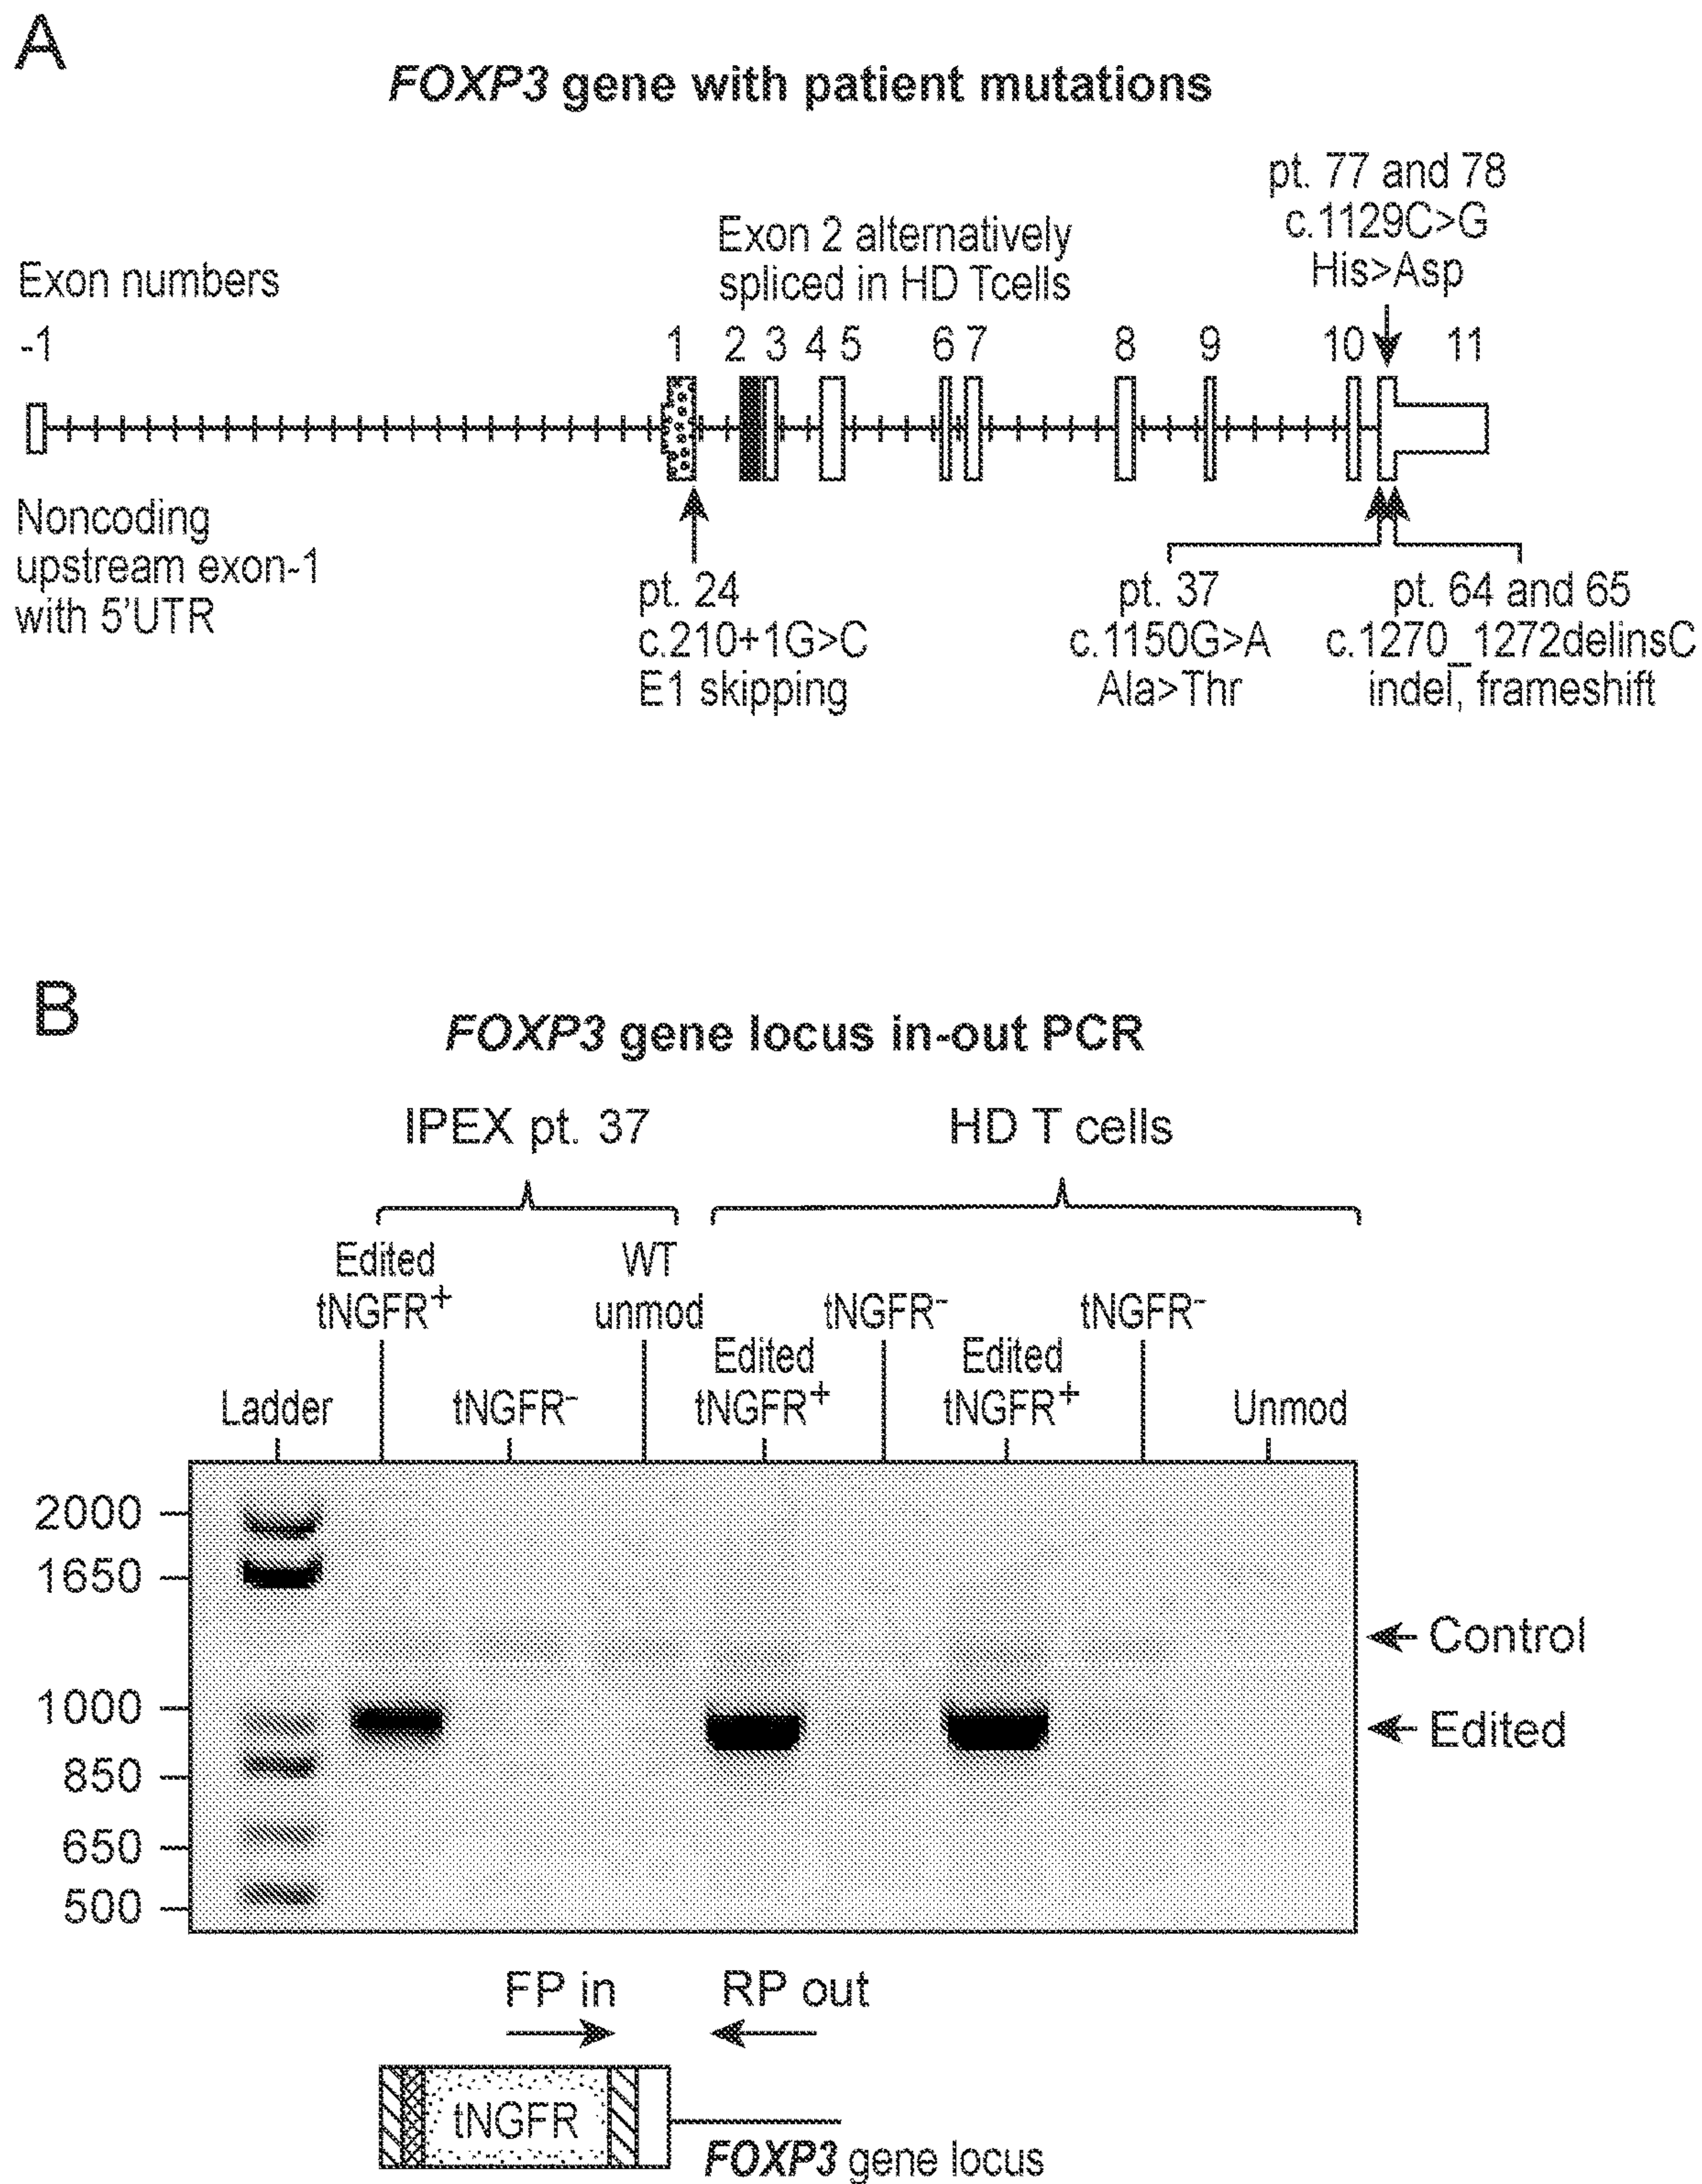 A
FOXP3 gene with patient mutations
pt. 77 and 78
c.1129C>G
His>Asp
Exon 2 alternatively
spliced in HD Tcells
Exon numbers
-1 1 2 3 4 5 6 7 8 9 10 11
Noncoding
upstream exon-1
with 5'UTR
pt. 24
c.210+1G>C
E1 skipping
pt. 37
c.1150G>A
Ala>Thr
pt. 64 and 65
c.1270_1272delinsC
indel, frameshift
B
FOXP3 gene locus in-out PCR
IPEX pt. 37
HD T cells
Ladder
Edited
tNGFR+
tNGFR-
WT
unmod
Edited
tNGFR+
tNGFR-
Edited
tNGFR+
tNGFR-
Unmod
2000
1650
1000
850
650
500
Control
Edited
FP in
RP out
tNGFR
FOXP3 gene locus